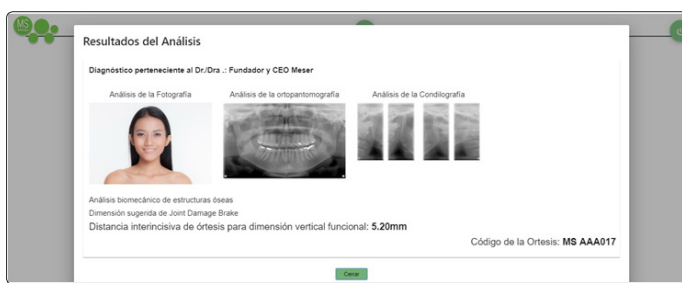 MS
Resultados del Análisis
Diagnóstico perteneciente al Dr./Dra .: Fundador y CEO Meser
Análisis de la Fotografía
Análisis de la ortopantomografía
Análisis de la Condilografía
Análisis biomecánico de estructuras óseas
Dimensión sugerida de Joint Damage Brake
Distancia interincisiva de órtesis para dimensión vertical funcional: 5.20mm
Código de la Ortesis: MS AAA017
Cerrar